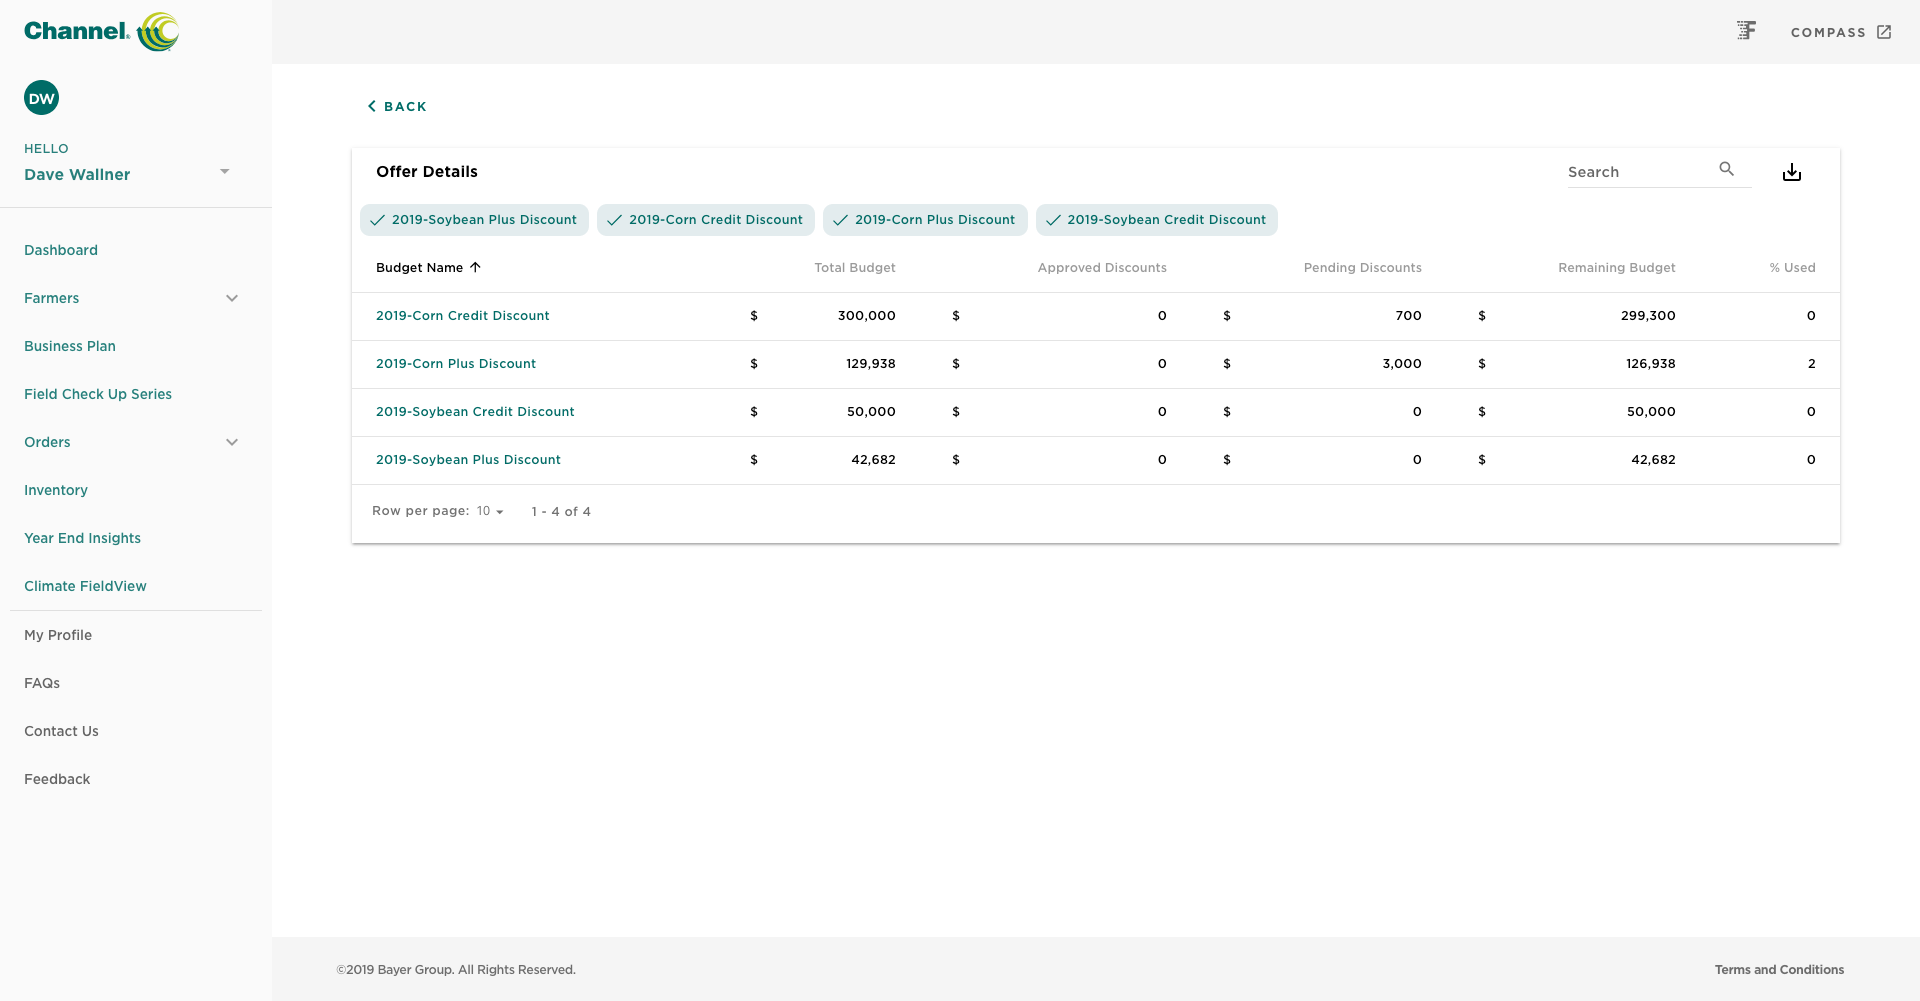 Channel
DW
HELLO
Dave Wallner
Dashboard
Farmers
Business Plan
Field Check Up Series
Orders
Inventory
Year End Insights
Climate FieldView
My Profile
FAQs
Contact Us
Feedback
COMPASS
BACK
Offer Details
Search
2019-Soybean Plus Discount 2019-Corn Credit Discount 2019-Corn Plus Discount 2019-Soybean Credit Discount
Budget Name Total Budget Approved Discounts Pending Discounts Remaining Budget % Used
2019-Corn Credit Discount $ 300,000 $ 0 $ 700 $ 299,300 0
2019-Corn Plus Discount $ 129,938 $ 0 $ 3,000 $ 126,938 2
2019-Soybean Credit Discount $ 50,000 $ 0 $ 0 $ 50,000 0
2019-Soybean Plus Discount $ 42,682 $ 0 $ 0 $ 42,682 0
Row per page: 10 1 - 4 of 4
©2019 Bayer Group. All Rights Reserved.
Terms and Conditions